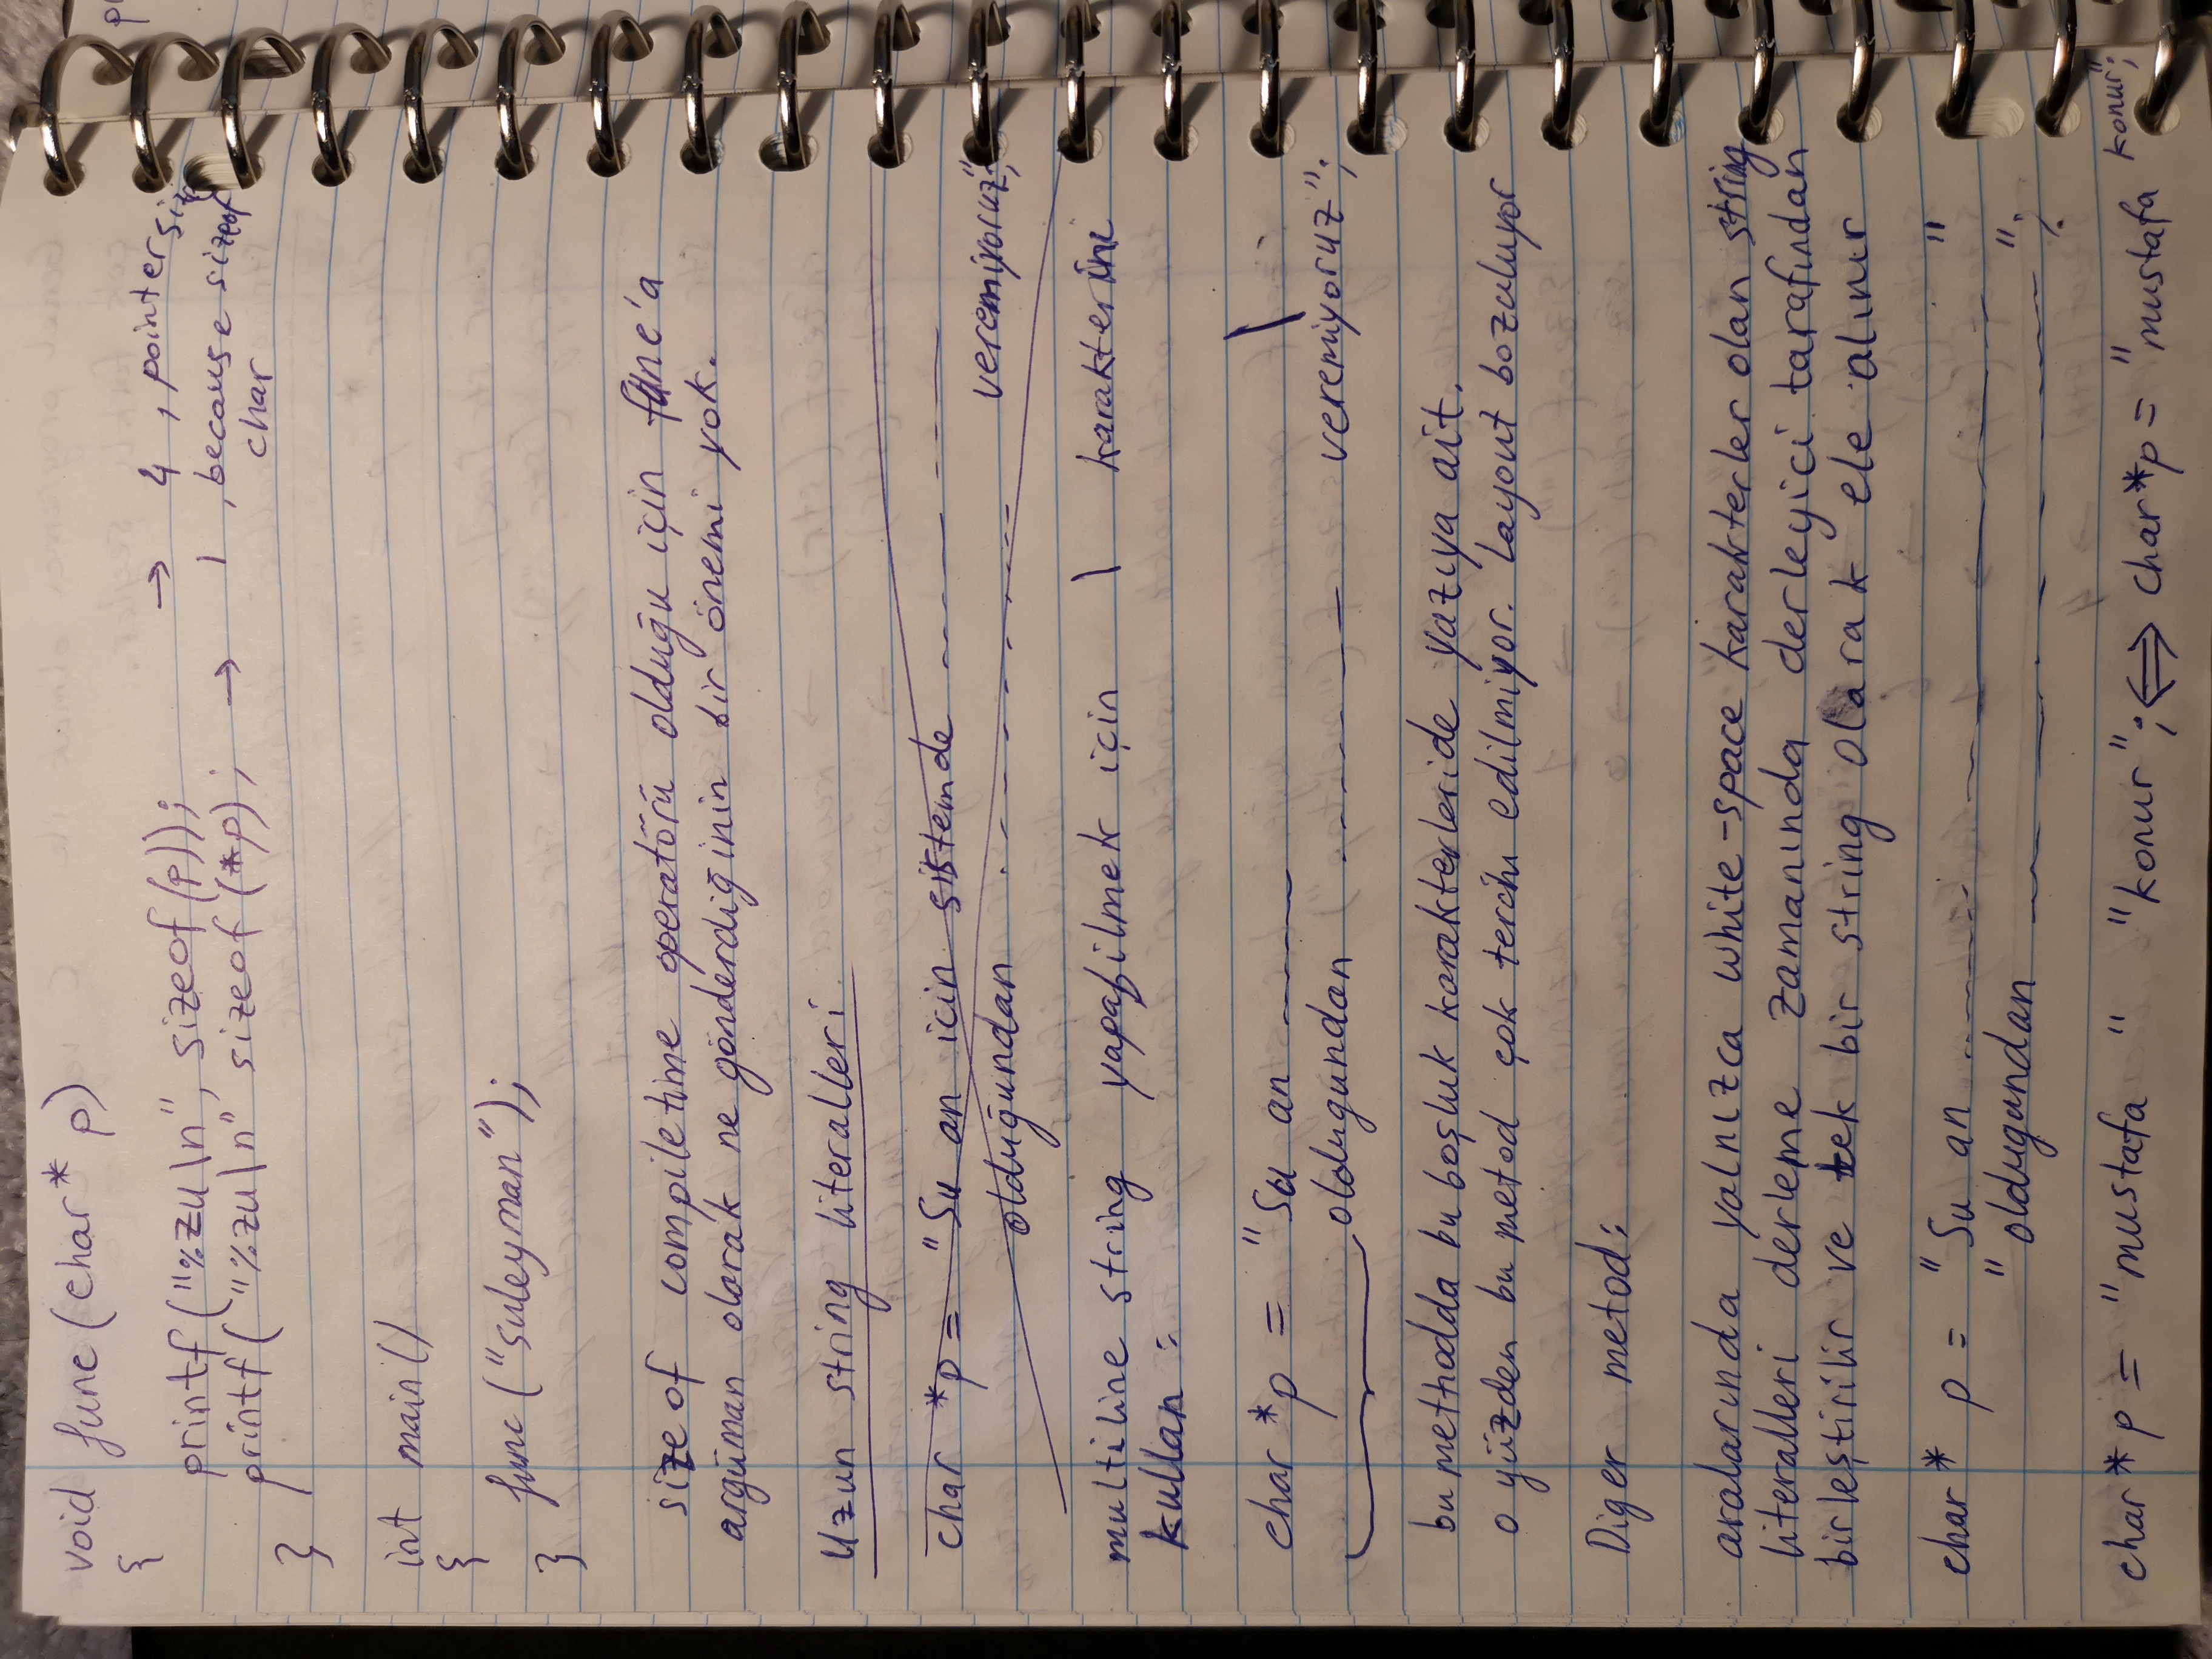 void func(char* p)
{
printf("%zu\n", sizeof(p)); → 4, pointer size
printf("%zu\n" sizeof(*p); → 1, because sizeof
char
}
int main()
{
func("suleyman");
}
sizeof compiletime operatörü olduğu için func'a
argüman olarak ne gönderdiğinin bir önemi yok.
Uzun string literalleri
char *p = "Su an icin sistemde
olduğundan veremiyoruz";
multiline string yapabilmek için \ karakterini
kullan :
char *p = "Su an \
oldugundan veremiyoruz";
bu methodda bu boşluk karakterleride yazıya ait.
o yüzden bu metod çok tercih edilmiyor. Layout bozuluyor
Diger metod:
aralarında yalnızca white-space karakterler olan string
literalleri derleme zamanında derleyici tarafından
birleştirilir ve tek bir string olarak ele alınır
char* p = "Su an "
"oldugundan ";
char* p = "mustafa " "konur"; ⟺ char*p = "mustafa konur";